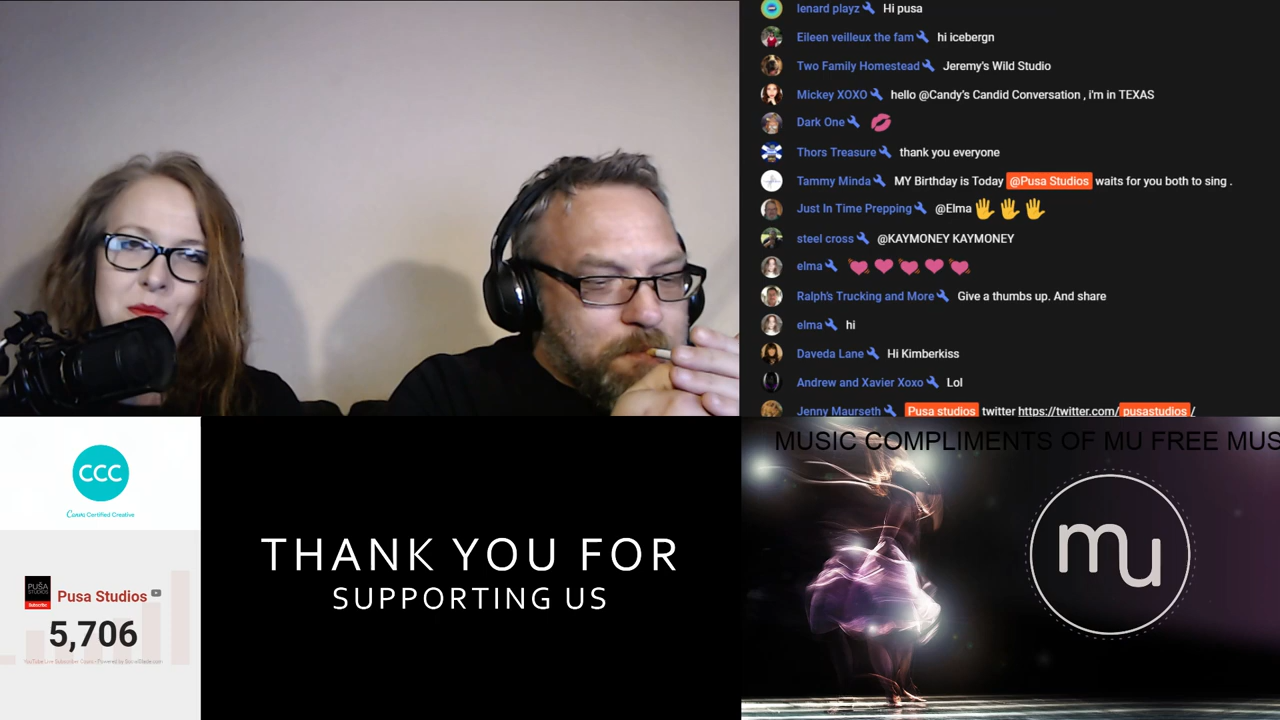 lenard playz Hi pusa
Eileen veilleux the fam hi icebergn
Two Family Homestead Jeremy's Wild Studio
Mickey XOXO hello @Candy's Candid Conversation , i'm in TEXAS
Dark One
Thors Treasure thank you everyone
Tammy Minda MY Birthday is Today @Pusa Studios waits for you both to sing .
Just In Time Prepping @Elma
steel cross @KAYMONEY KAYMONEY
elma
Ralph's Trucking and More Give a thumbs up. And share
elma hi
Daveda Lane Hi Kimberkiss
Andrew and Xavier Xoxo Lol
Jenny Maurseth Pusa studios twitter https://twitter.com/pusastudios/
CCC
Canva Certified Creative
PUSA
STUDIOS
Subscribe
Pusa Studios
5,706
THANK YOU FOR
SUPPORTING US
MUSIC COMPLIMENTS OF MU FREE MUS
mu